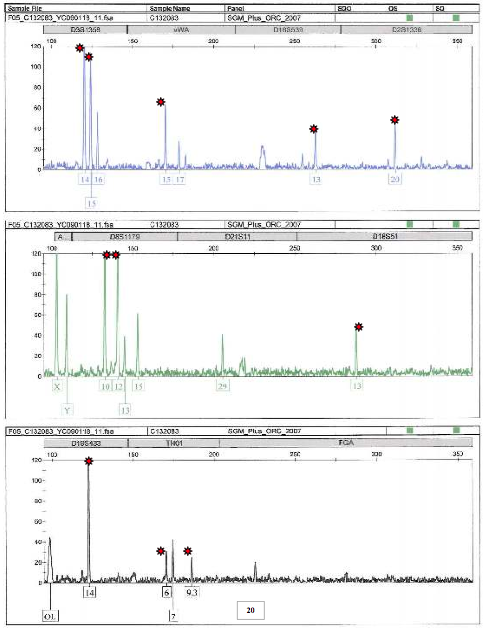 Sample File Sample Name Panel SQO OS SQ
F05_C132083_YC090118_11.fsa C132083 SGM_Plus_ORC_2007
D3S1358 vWA D16S539 D2S1338
100 150 200 250 300 350
120
100
80
60
40
20
0
14 16 15 17 13 20
15
F05_C132083_YC090118_11.fsa C132083 SGM_Plus_ORC_2007
A... D8S1179 D21S11 D18S51
100 150 200 250 300 350
120
100
80
60
40
20
0
X 10 12 15 29 13
Y 13
F05_C132083_YC090118_11.fsa C132083 SGM_Plus_ORC_2007
D19S433 TH01 FGA
100 150 200 250 300 350
120
100
80
60
40
20
0
14 6 9.3
OL 7 20